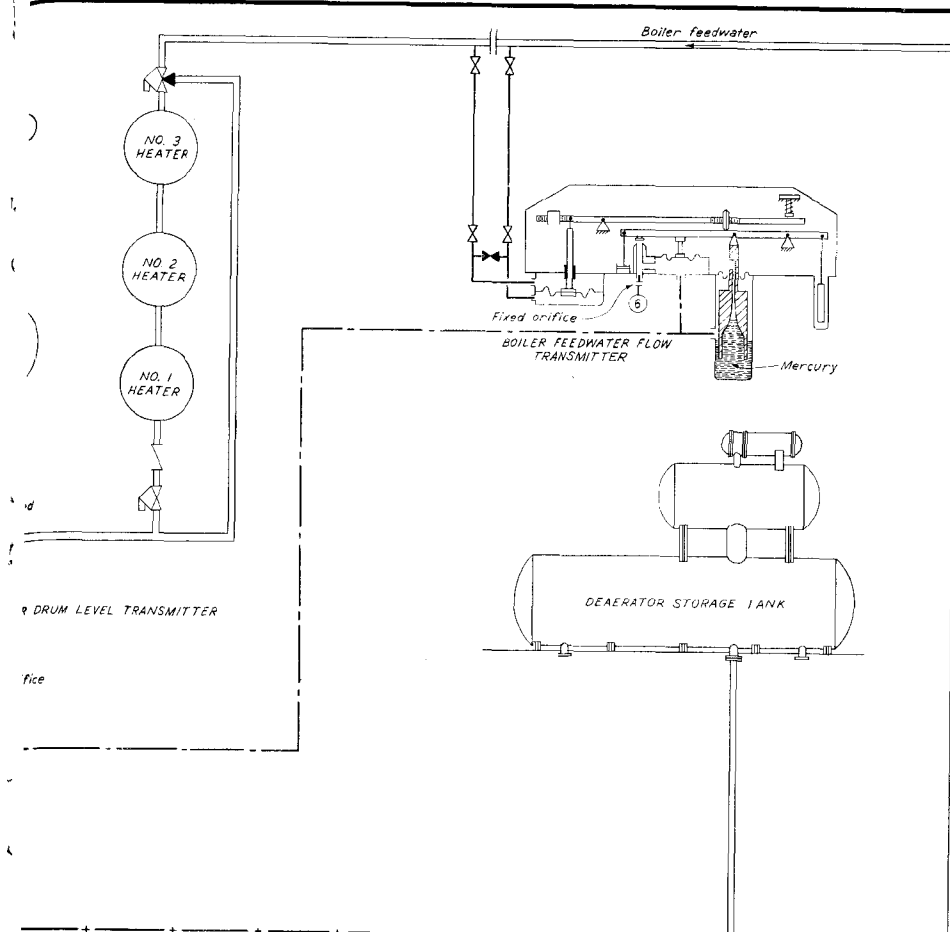 Boiler feedwater
NO. 3
HEATER
NO. 2
HEATER
6
Fixed orifice
BOILER FEEDWATER FLOW
TRANSMITTER
Mercury
NO. 1
HEATER
DEAERATOR STORAGE TANK
DRUM LEVEL TRANSMITTER